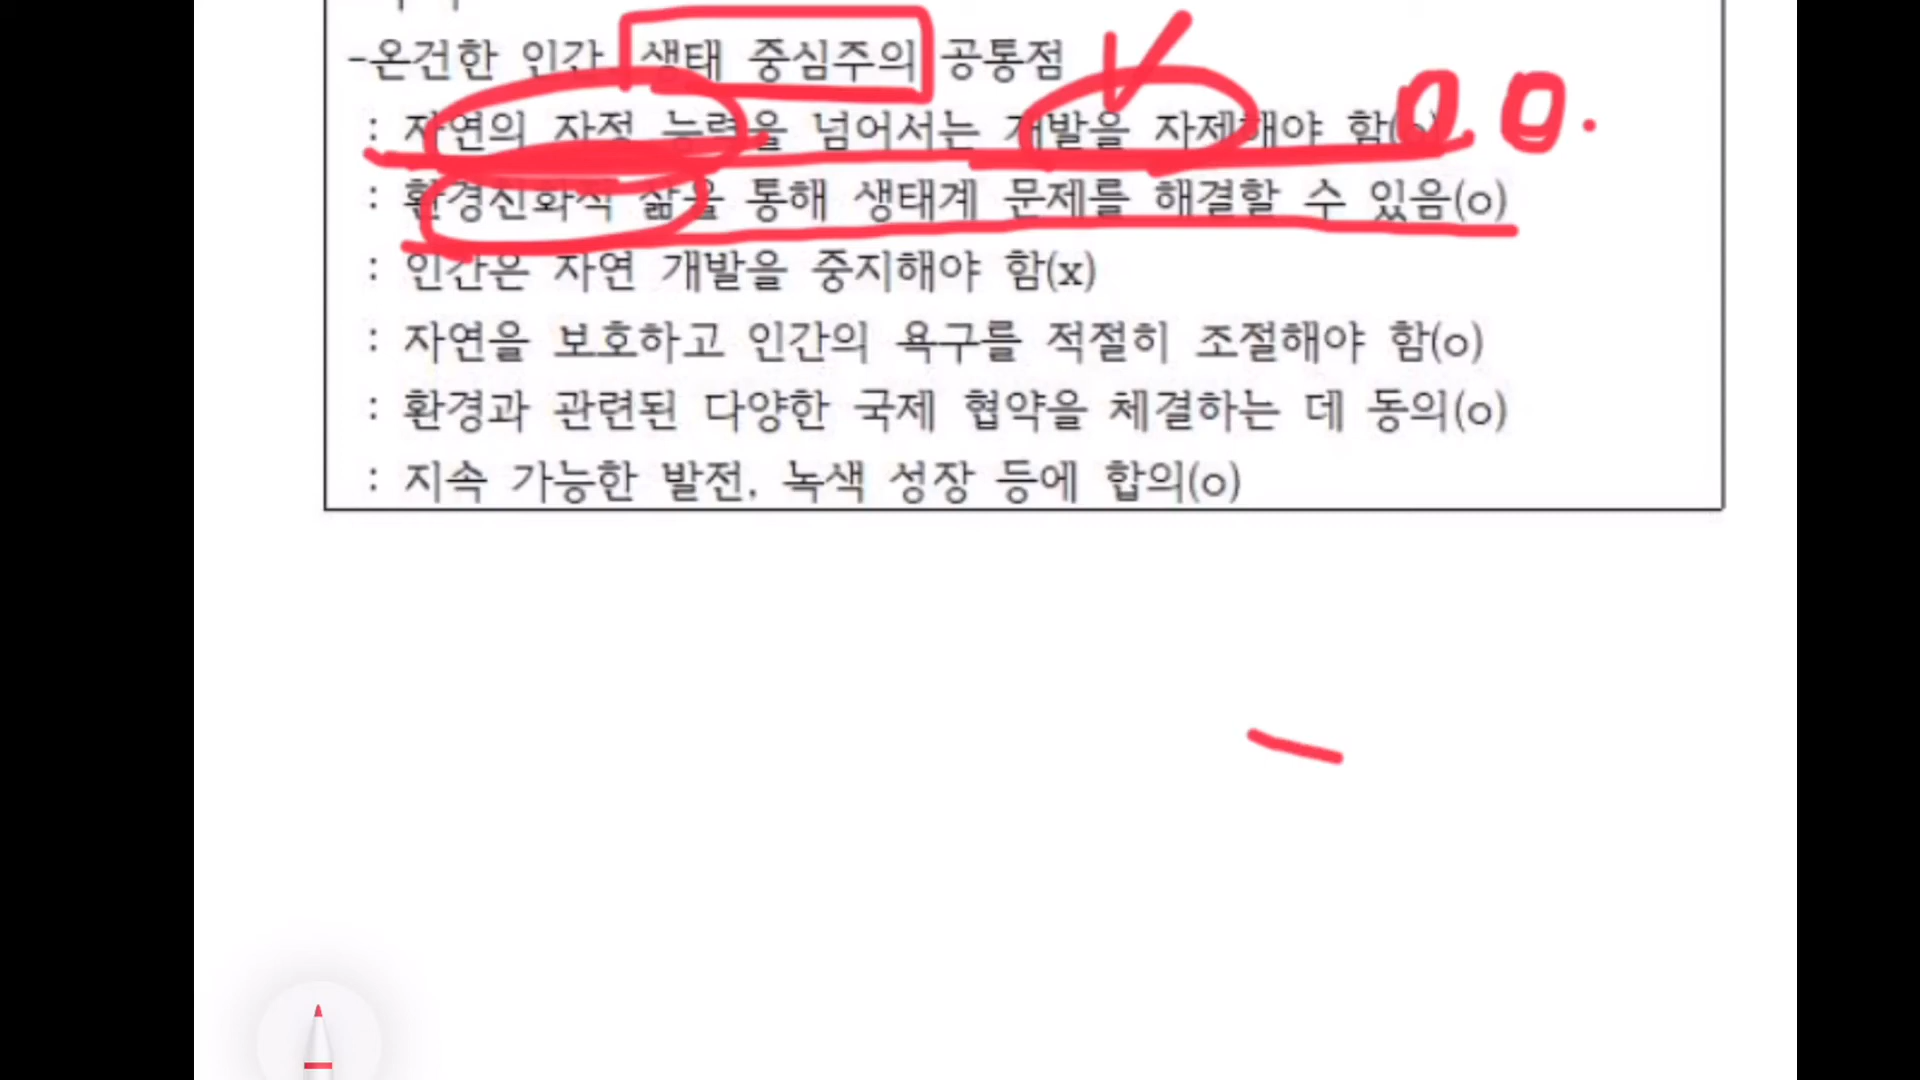 -온건한 인간, 생태 중심주의 공통점
: 자연의 자정 능력을 넘어서는 개발을 자제해야 함(o)
: 환경친화적 삶을 통해 생태계 문제를 해결할 수 있음(o)
: 인간은 자연 개발을 중지해야 함(x)
: 자연을 보호하고 인간의 욕구를 적절히 조절해야 함(o)
: 환경과 관련된 다양한 국제 협약을 체결하는 데 동의(o)
: 지속 가능한 발전, 녹색 성장 등에 합의(o)